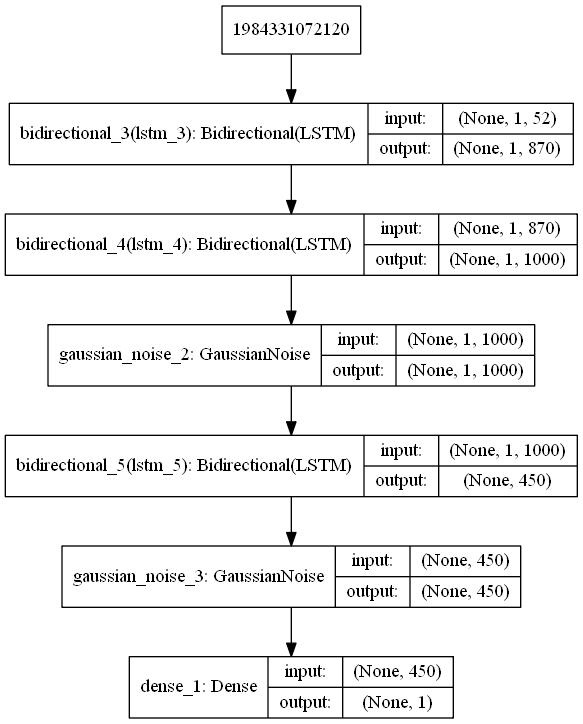 1984331072120
bidirectional_3(lstm_3): Bidirectional(LSTM)
input: (None, 1, 52)
output: (None, 1, 870)
bidirectional_4(lstm_4): Bidirectional(LSTM)
input: (None, 1, 870)
output: (None, 1, 1000)
gaussian_noise_2: GaussianNoise
input: (None, 1, 1000)
output: (None, 1, 1000)
bidirectional_5(lstm_5): Bidirectional(LSTM)
input: (None, 1, 1000)
output: (None, 450)
gaussian_noise_3: GaussianNoise
input: (None, 450)
output: (None, 450)
dense_1: Dense
input: (None, 450)
output: (None, 1)